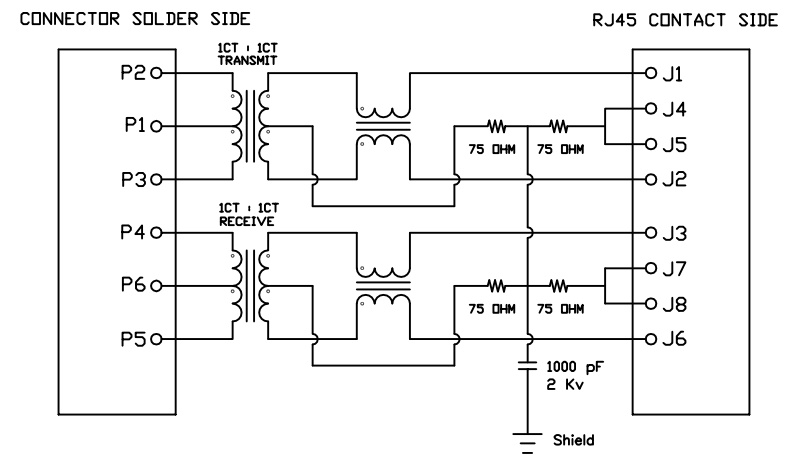 CONNECTOR SOLDER SIDE
RJ45 CONTACT SIDE
1CT : 1CT
TRANSMIT
P2
J1
J4
P1
75 OHM
75 OHM
J5
P3
J2
1CT : 1CT
RECEIVE
P4
J3
J7
P6
75 OHM
75 OHM
J8
P5
J6
1000 pF
2 Kv
Shield